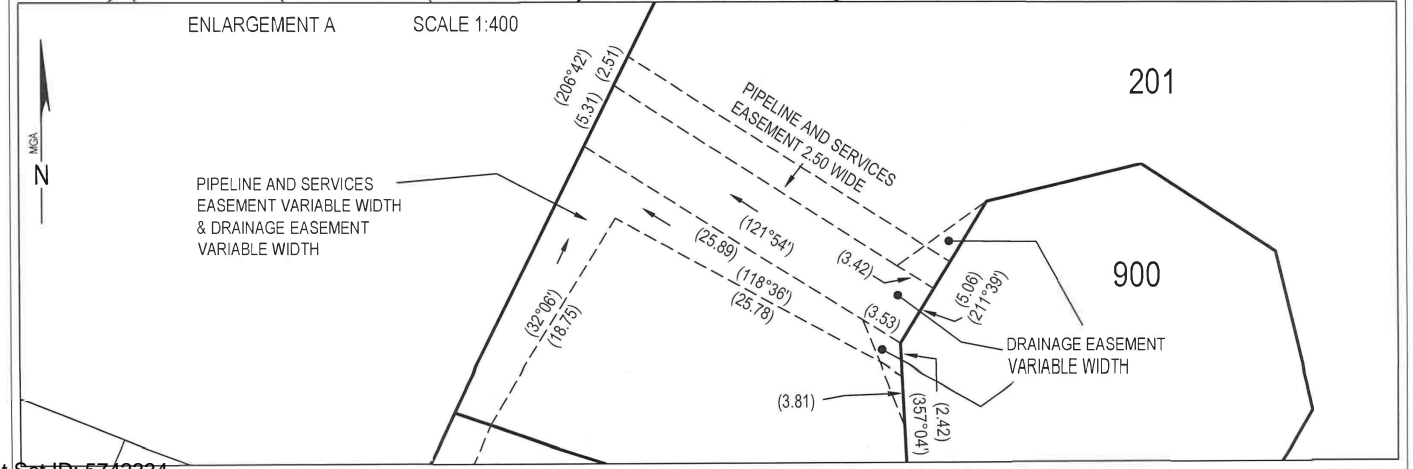 ENLARGEMENT A SCALE 1:400
MGA
N
(206°42') (2.51)
(5.31)
PIPELINE AND SERVICES
EASEMENT 2.50 WIDE
201
PIPELINE AND SERVICES
EASEMENT VARIABLE WIDTH
& DRAINAGE EASEMENT
VARIABLE WIDTH
(121°54')
(25.89)
(3.42)
(118°36')
(25.78)
(5.06)
(211°39')
900
(32°06')
(18.75)
(3.53)
DRAINAGE EASEMENT
VARIABLE WIDTH
(3.81)
(2.42)
(357°04')